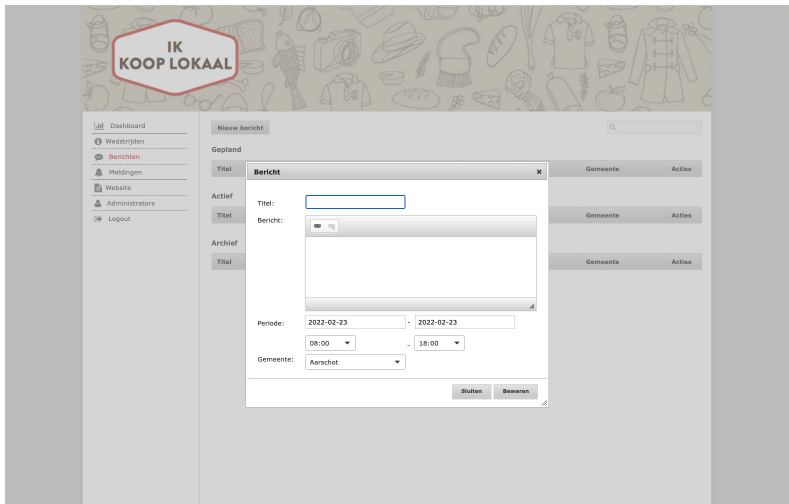 IK
KOOP LOKAAL
Dashboard
Wedstrijden
Berichten
Meldingen
Website
Administrators
Logout
Nieuw bericht
Gepland
Titel
Gemeente
Acties
Actief
Titel
Gemeente
Acties
Archief
Titel
Gemeente
Acties
Bericht
Titel:
Bericht:
Periode:
2022-02-23 - 2022-02-23
08:00 - 18:00
Gemeente:
Aarschot
Sluiten Bewaren